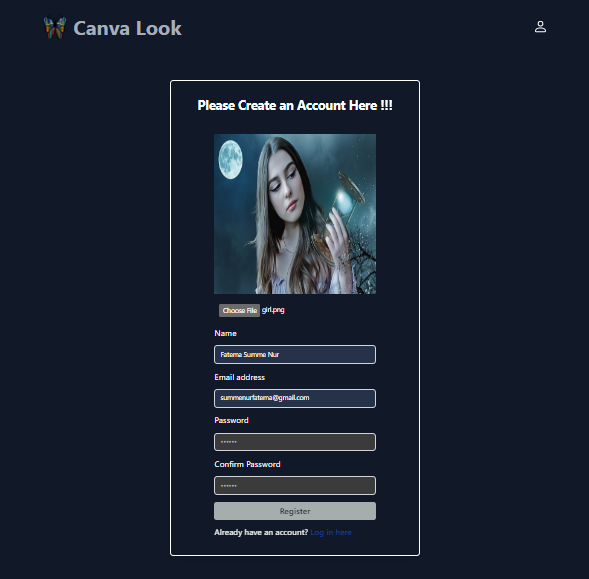 Canva Look
Please Create an Account Here !!!
Choose File girl.png
Name
Fatema Summe Nur
Email address
summenurfatema@gmail.com
Password
••••••
Confirm Password
••••••
Register
Already have an account? Log in here